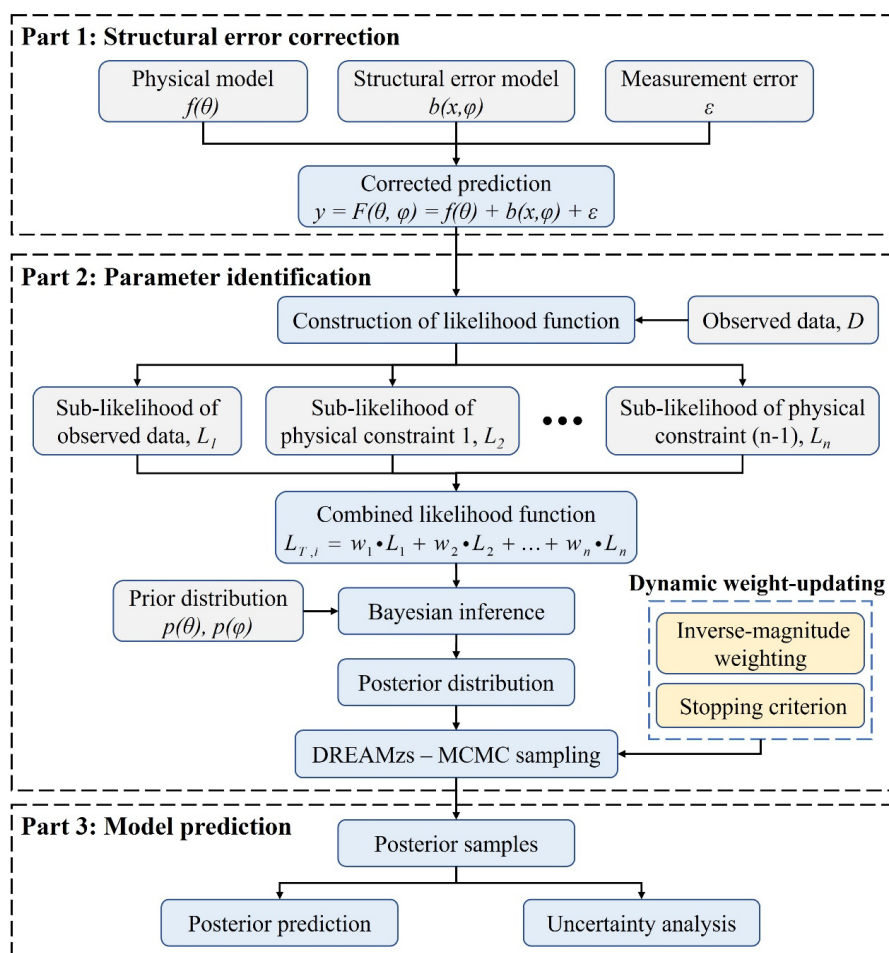 Part 1: Structural error correction
Physical model
f(θ)
Structural error model
b(x,φ)
Measurement error
ε
Corrected prediction
y = F(θ, φ) = f(θ) + b(x,φ) + ε
Part 2: Parameter identification
Construction of likelihood function
Observed data, D
Sub-likelihood of
observed data, L₁
Sub-likelihood of
physical constraint 1, L₂
•••
Sub-likelihood of physical
constraint (n-1), Lₙ
Combined likelihood function
L_{T,i} = w₁•L₁ + w₂•L₂ + …+ wₙ•Lₙ
Dynamic weight-updating
Prior distribution
p(θ), p(φ)
Bayesian inference
Inverse-magnitude
weighting
Posterior distribution
Stopping criterion
DREAMzs – MCMC sampling
Part 3: Model prediction
Posterior samples
Posterior prediction
Uncertainty analysis